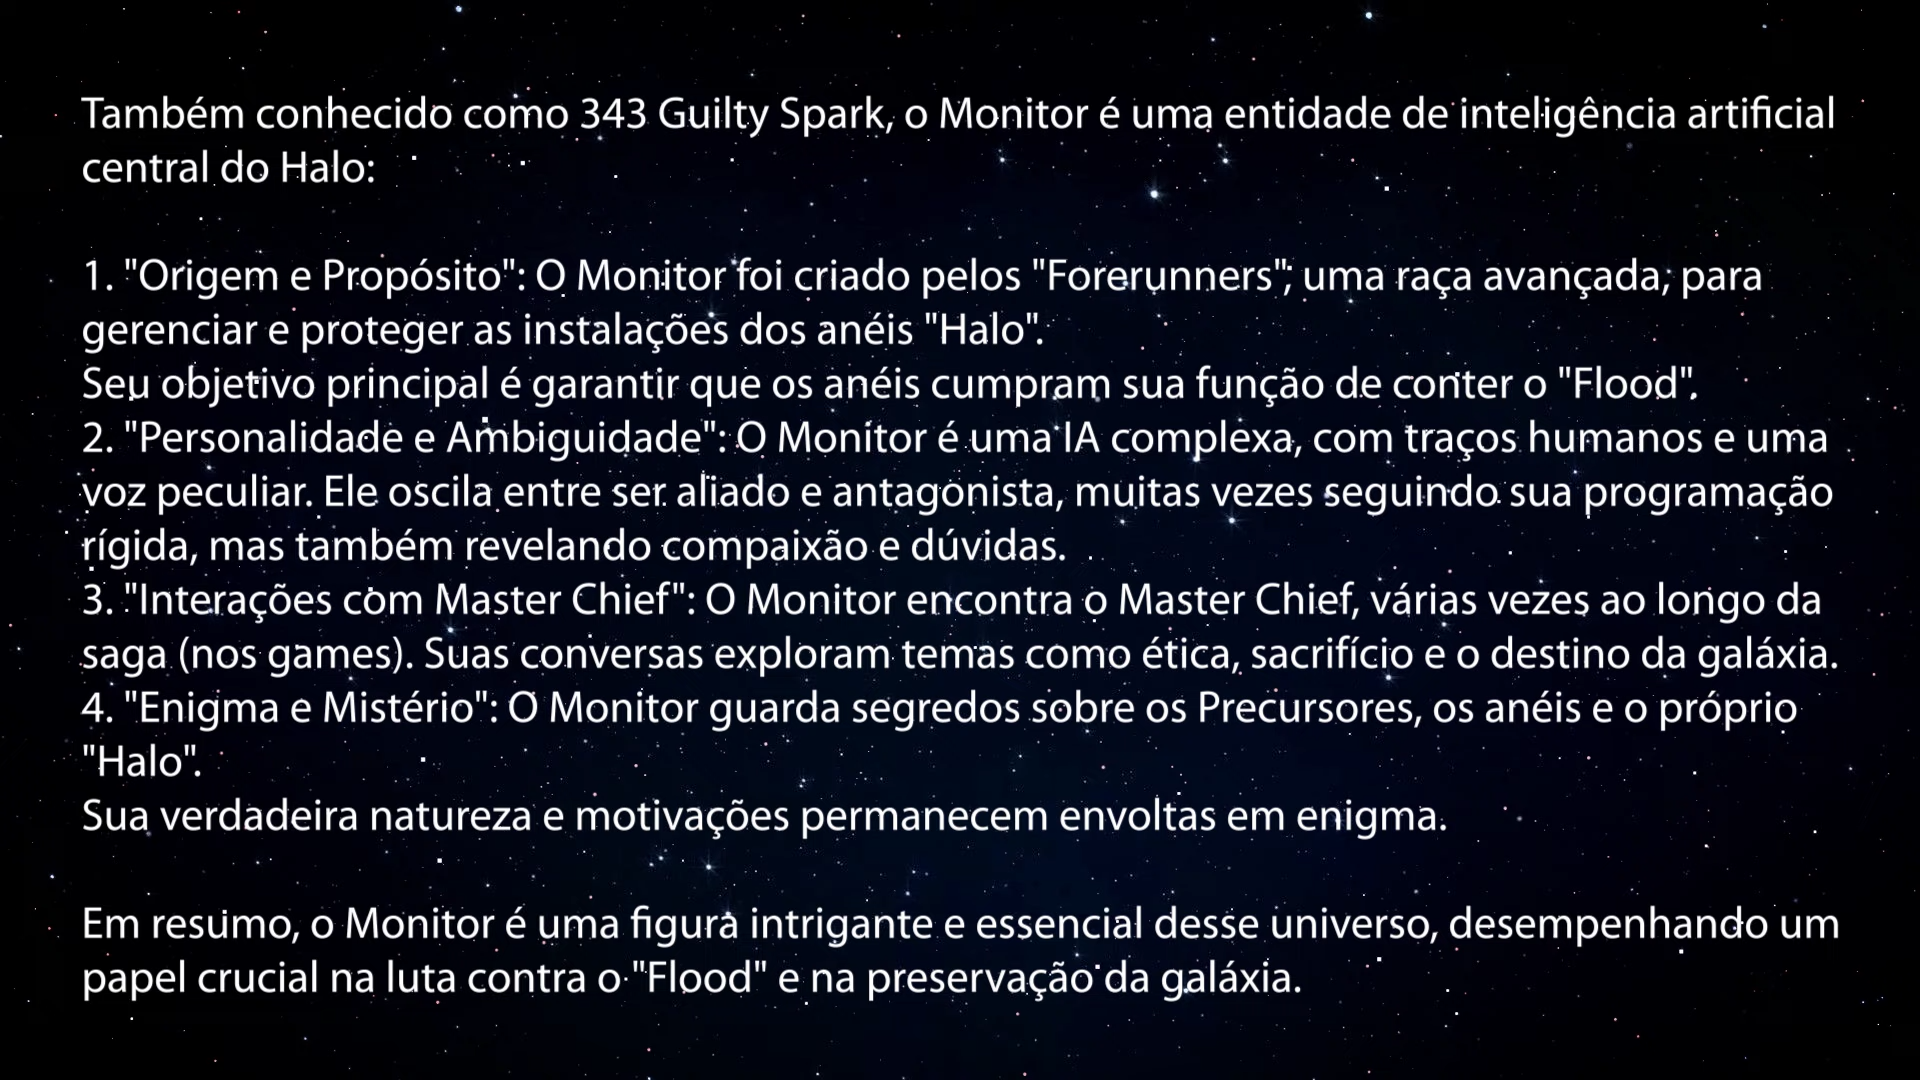 Também conhecido como 343 Guilty Spark, o Monitor é uma entidade de inteligência artificial
central do Halo:
1. "Origem e Propósito": O Monitor foi criado pelos "Forerunners", uma raça avançada, para
gerenciar e proteger as instalações dos anéis "Halo".
Seu objetivo principal é garantir que os anéis cumpram sua função de conter o "Flood".
2. "Personalidade e Ambiguidade": O Monitor é uma IA complexa, com traços humanos e uma
voz peculiar. Ele oscila entre ser aliado e antagonista, muitas vezes seguindo sua programação
rígida, mas também revelando compaixão e dúvidas.
3. "Interações com Master Chief": O Monitor encontra o Master Chief, várias vezes ao longo da
saga (nos games). Suas conversas exploram temas como ética, sacrifício e o destino da galáxia.
4. "Enigma e Mistério": O Monitor guarda segredos sobre os Precursores, os anéis e o próprio
"Halo".
Sua verdadeira natureza e motivações permanecem envoltas em enigma.
Em resumo, o Monitor é uma figura intrigante e essencial desse universo, desempenhando um
papel crucial na luta contra o "Flood" e na preservação da galáxia.